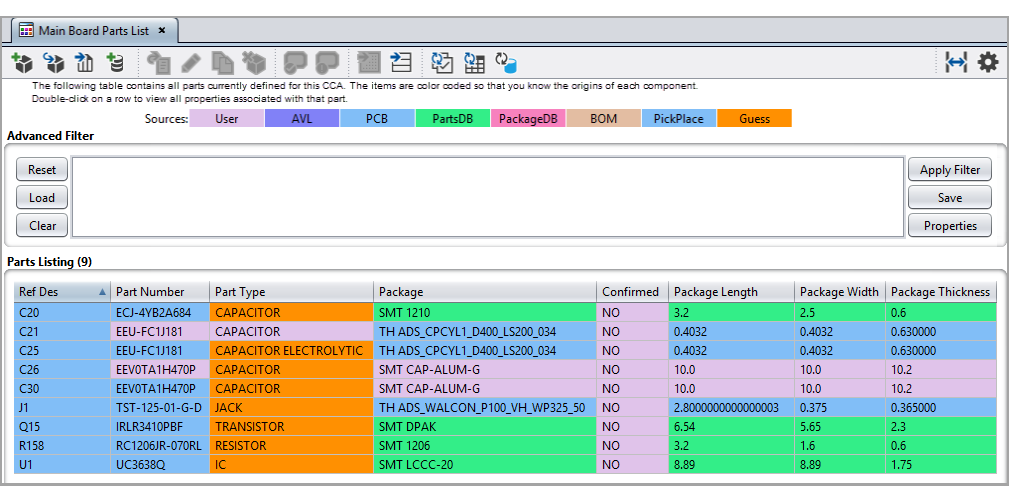 Main Board Parts List ×
The following table contains all parts currently defined for this CCA. The items are color coded so that you know the origins of each component.
Double-click on a row to view all properties associated with that part.
Sources: User AVL PCB PartsDB PackageDB BOM PickPlace Guess
Advanced Filter
Reset Apply Filter
Load Save
Clear Properties
Parts Listing (9)
Ref Des Part Number Part Type Package Confirmed Package Length Package Width Package Thickness
C20 ECJ-4YB2A684 CAPACITOR SMT 1210 NO 3.2 2.5 0.6
C21 EEU-FC1J181 CAPACITOR TH ADS_CPCYL1_D400_LS200_034 NO 0.4032 0.4032 0.630000
C25 EEU-FC1J181 CAPACITOR ELECTROLYTIC TH ADS_CPCYL1_D400_LS200_034 NO 0.4032 0.4032 0.630000
C26 EEV0TA1H470P CAPACITOR SMT CAP-ALUM-G NO 10.0 10.0 10.2
C30 EEV0TA1H470P CAPACITOR SMT CAP-ALUM-G NO 10.0 10.0 10.2
J1 TST-125-01-G-D JACK TH ADS_WALCON_P100_VH_WP325_50 NO 2.8000000000000003 0.375 0.365000
Q15 IRLR3410PBF TRANSISTOR SMT DPAK NO 6.54 5.65 2.3
R158 RC1206JR-070RL RESISTOR SMT 1206 NO 3.2 1.6 0.6
U1 UC3638Q IC SMT LCCC-20 NO 8.89 8.89 1.75